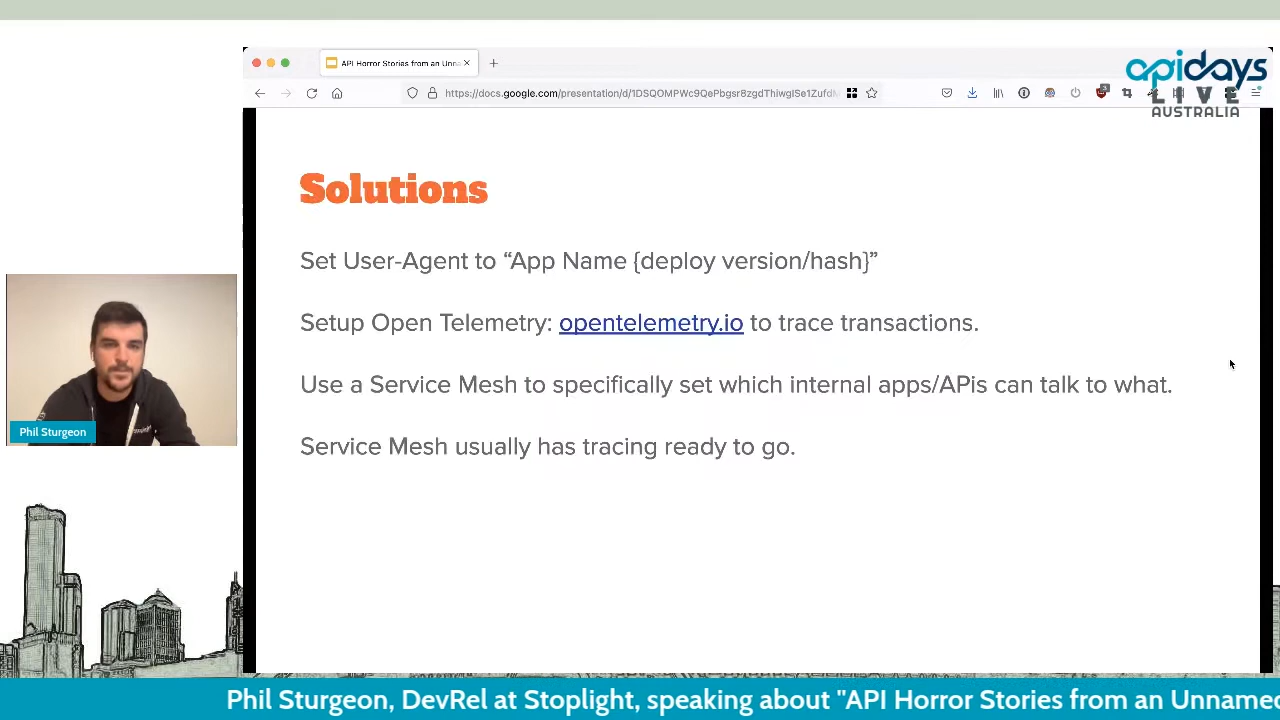 API Horror Stories from an Unna
https://docs.google.com/presentation/d/1DSQOMPWc9QePbgsr8zgdThiwglSe1Zufd
apidays
LIVE
AUSTRALIA
Solutions
Set User-Agent to “App Name {deploy version/hash}”
Setup Open Telemetry: opentelemetry.io to trace transactions.
Use a Service Mesh to specifically set which internal apps/APis can talk to what.
Service Mesh usually has tracing ready to go.
Phil Sturgeon
Phil Sturgeon, DevRel at Stoplight, speaking about "API Horror Stories from an Unnamed